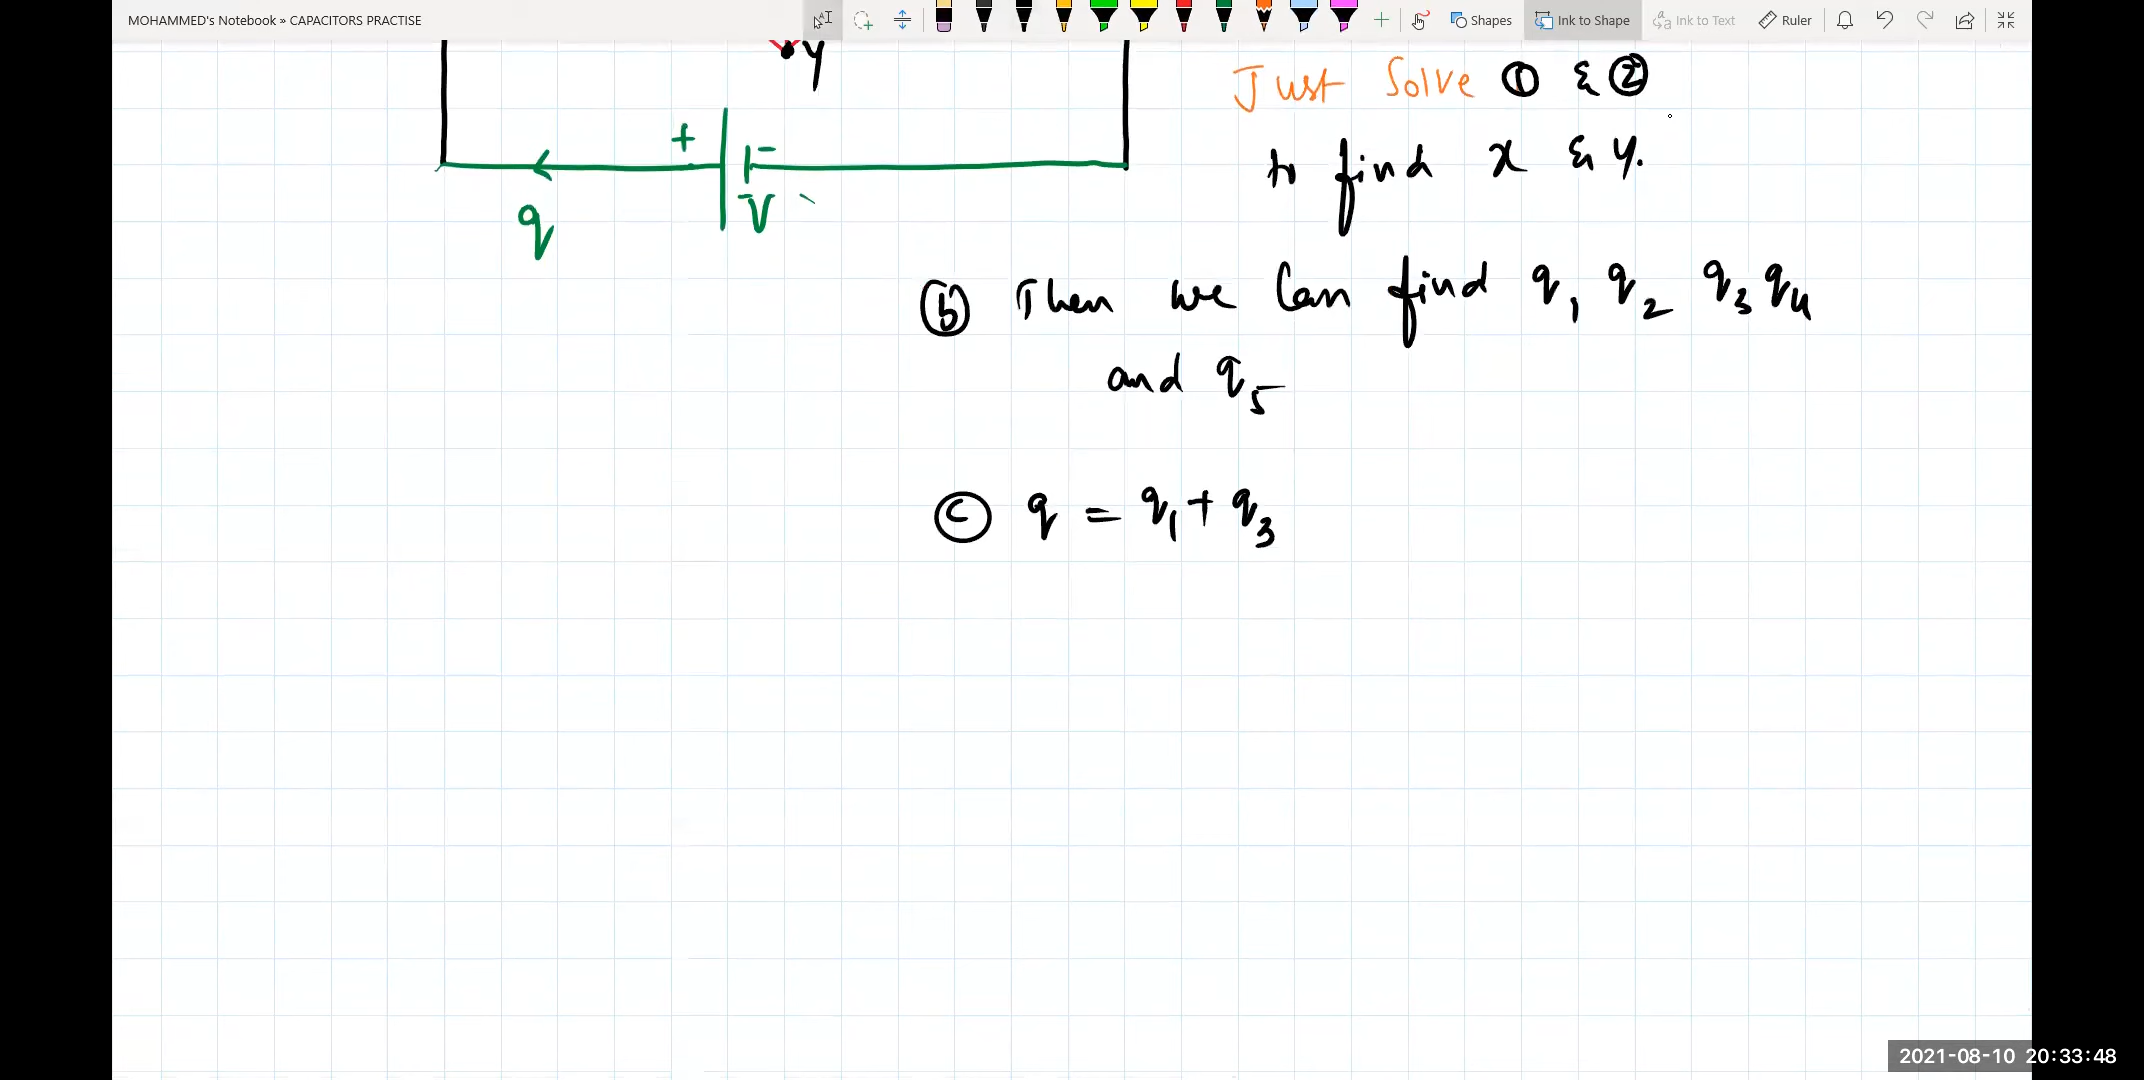 MOHAMMED's Notebook » CAPACITORS PRACTISE
Shapes
Ink to Shape
Ink to Text
Ruler
y
Just Solve ① & ②
to find x & y.
+ -
V
q
ⓑ Then we can find q₁ q₂ q₃ q₄
and q₅
ⓒ q = q₁ + q₃
2021-08-10 20:33:48